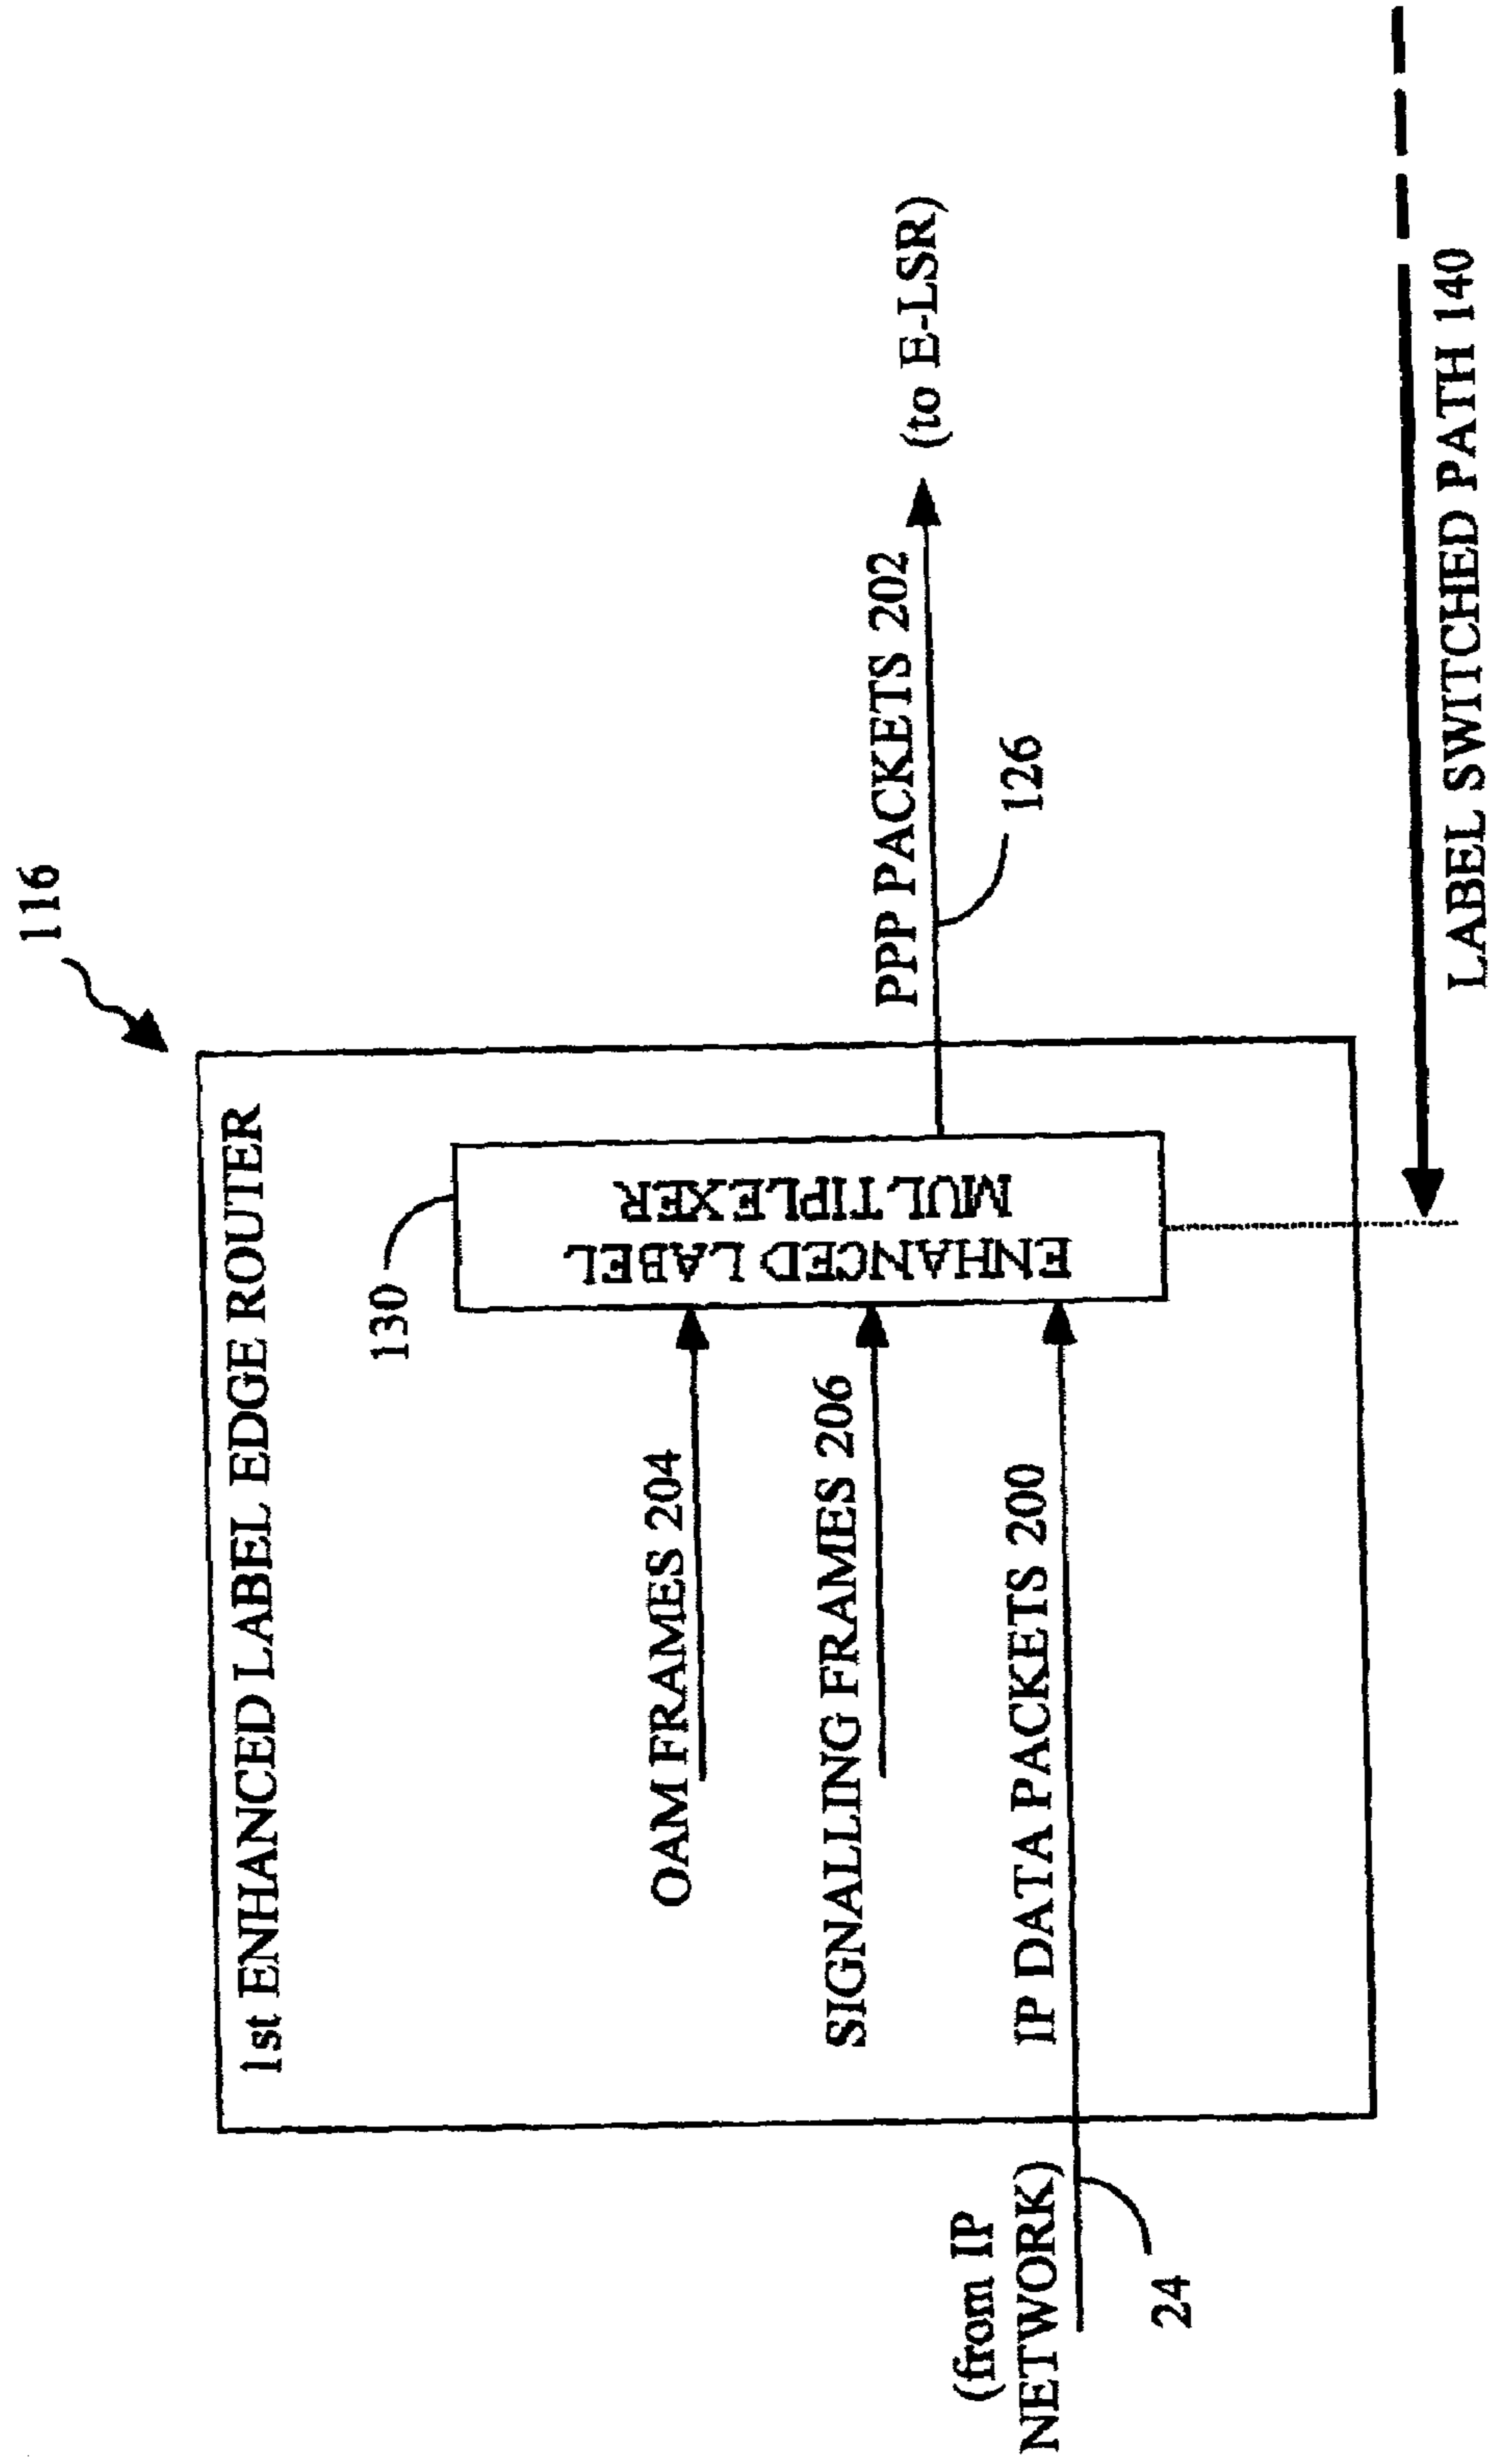 116
1st ENHANCED LABEL EDGE ROUTER
130
OAM FRAMES 204
SIGNALLING FRAMES 206
IP DATA PACKETS 200
ENHANCED LABEL
MULTIPLEXER
PPP PACKETS 202
(to E-LSR)
126
(from IP
NETWORK)
24
LABEL SWITCHED PATH 140